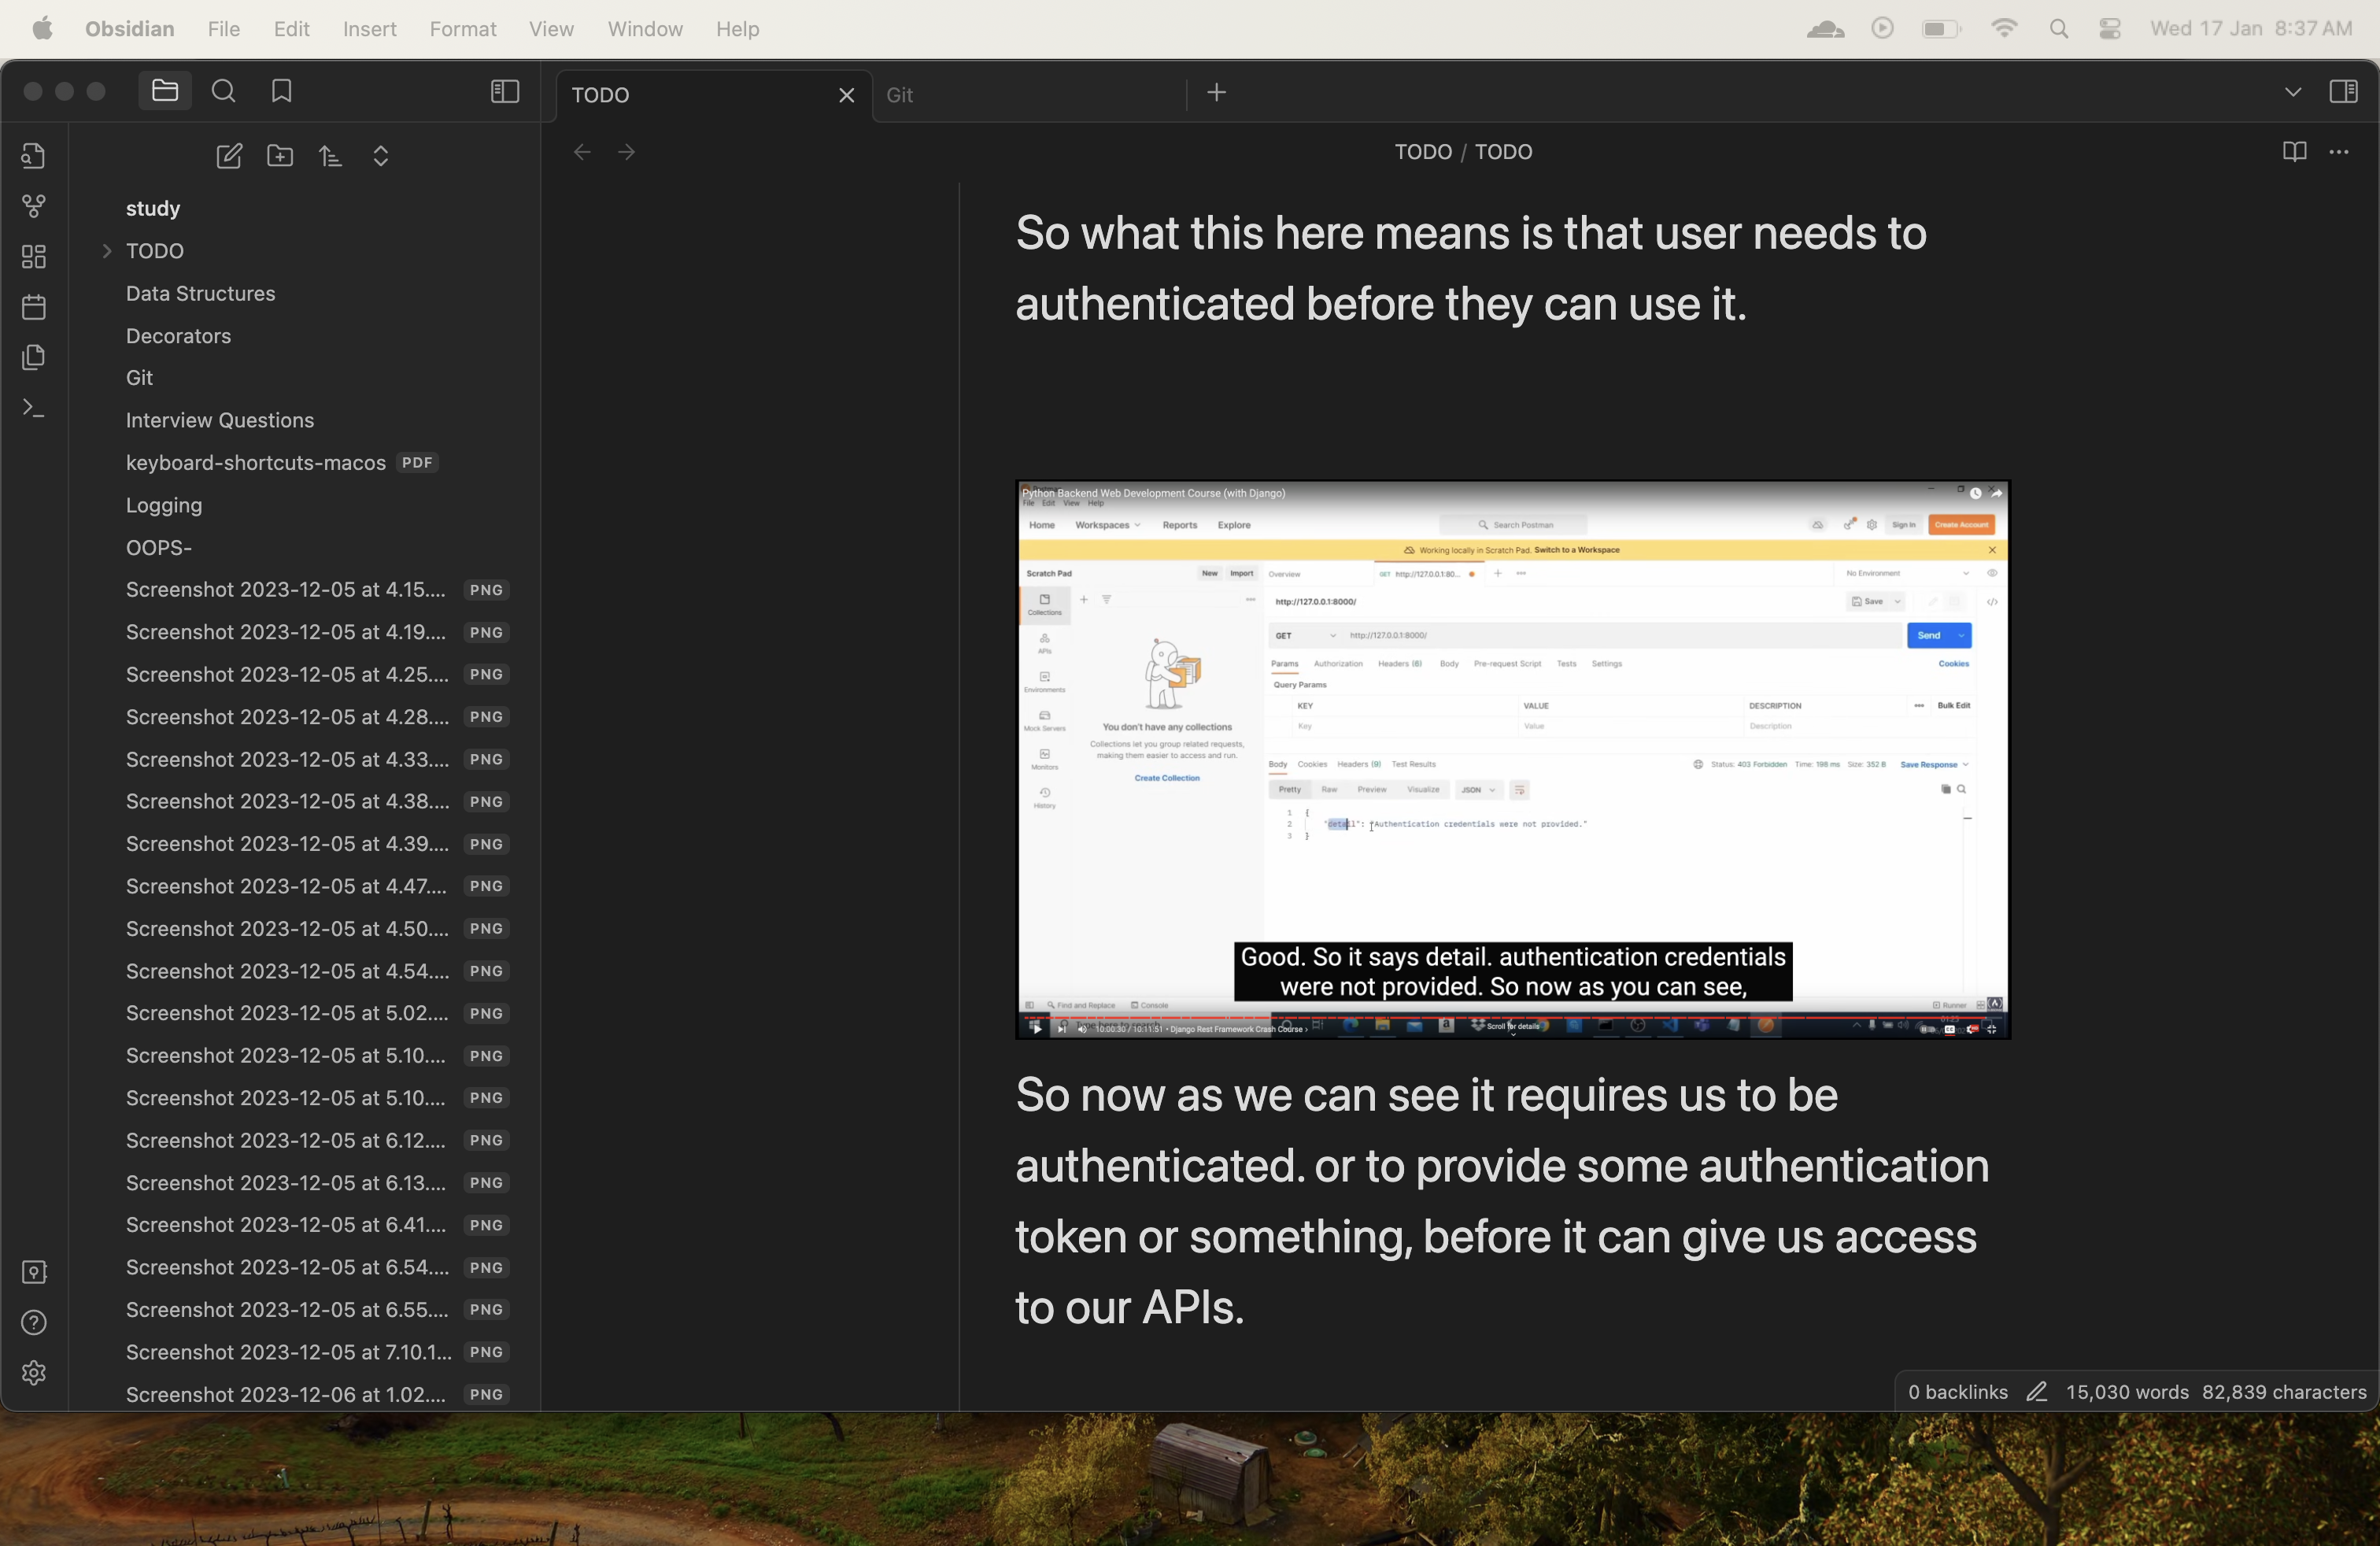 Obsidian File Edit Insert Format View Window Help Wed 17 Jan 8:37 AM
TODO Git
TODO / TODO
study
TODO
Data Structures
Decorators
Git
Interview Questions
keyboard-shortcuts-macos PDF
Logging
OOPS-
Screenshot 2023-12-05 at 4.15.... PNG
Screenshot 2023-12-05 at 4.19.... PNG
Screenshot 2023-12-05 at 4.25.... PNG
Screenshot 2023-12-05 at 4.28.... PNG
Screenshot 2023-12-05 at 4.33.... PNG
Screenshot 2023-12-05 at 4.38.... PNG
Screenshot 2023-12-05 at 4.39.... PNG
Screenshot 2023-12-05 at 4.47.... PNG
Screenshot 2023-12-05 at 4.50.... PNG
Screenshot 2023-12-05 at 4.54.... PNG
Screenshot 2023-12-05 at 5.02.... PNG
Screenshot 2023-12-05 at 5.10.... PNG
Screenshot 2023-12-05 at 5.10.... PNG
Screenshot 2023-12-05 at 6.12.... PNG
Screenshot 2023-12-05 at 6.13.... PNG
Screenshot 2023-12-05 at 6.41.... PNG
Screenshot 2023-12-05 at 6.54.... PNG
Screenshot 2023-12-05 at 6.55.... PNG
Screenshot 2023-12-05 at 7.10.1... PNG
Screenshot 2023-12-06 at 1.02.... PNG
So what this here means is that user needs to
authenticated before they can use it.
Python Backend Web Development Course (with Django)
File Edit View Help
Home Workspaces Reports Explore Search Postman Sign In Create Account
Working locally in Scratch Pad. Switch to a Workspace
Scratch Pad New Import Overview GET http://127.0.0.1:80... No Environment
Collections
APIs
Environments
Mock Servers
Monitors
History
You don't have any collections
Collections let you group related requests,
making them easier to access and run.
Create Collection
http://127.0.0.1:8000/ Save
GET http://127.0.0.1:8000/ Send
Params Authorization Headers (6) Body Pre-request Script Tests Settings Cookies
Query Params
KEY VALUE DESCRIPTION Bulk Edit
Key Value Description
Body Cookies Headers (9) Test Results Status: 403 Forbidden Time: 198 ms Size: 352 B Save Response
Pretty Raw Preview Visualize JSON
1 {
2 "detail": "Authentication credentials were not provided."
3 }
Good. So it says detail. authentication credentials
were not provided. So now as you can see,
Find and Replace Console Runner
10:00:30 / 10:11:51 • Django Rest Framework Crash Course › Scroll for details
So now as we can see it requires us to be
authenticated. or to provide some authentication
token or something, before it can give us access
to our APIs.
0 backlinks 15,030 words 82,839 characters